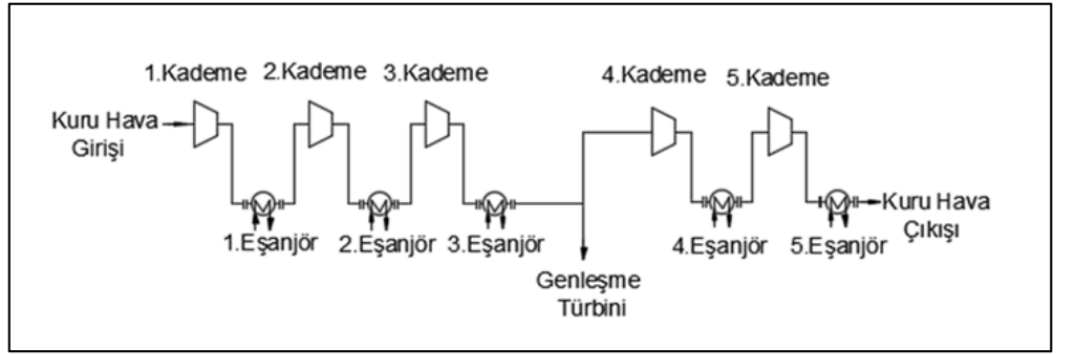 1.Kademe 2.Kademe 3.Kademe 4.Kademe 5.Kademe
Kuru Hava
Girişi
Kuru Hava
Çıkışı
1.Eşanjör 2.Eşanjör 3.Eşanjör 4.Eşanjör 5.Eşanjör
Genleşme
Türbini